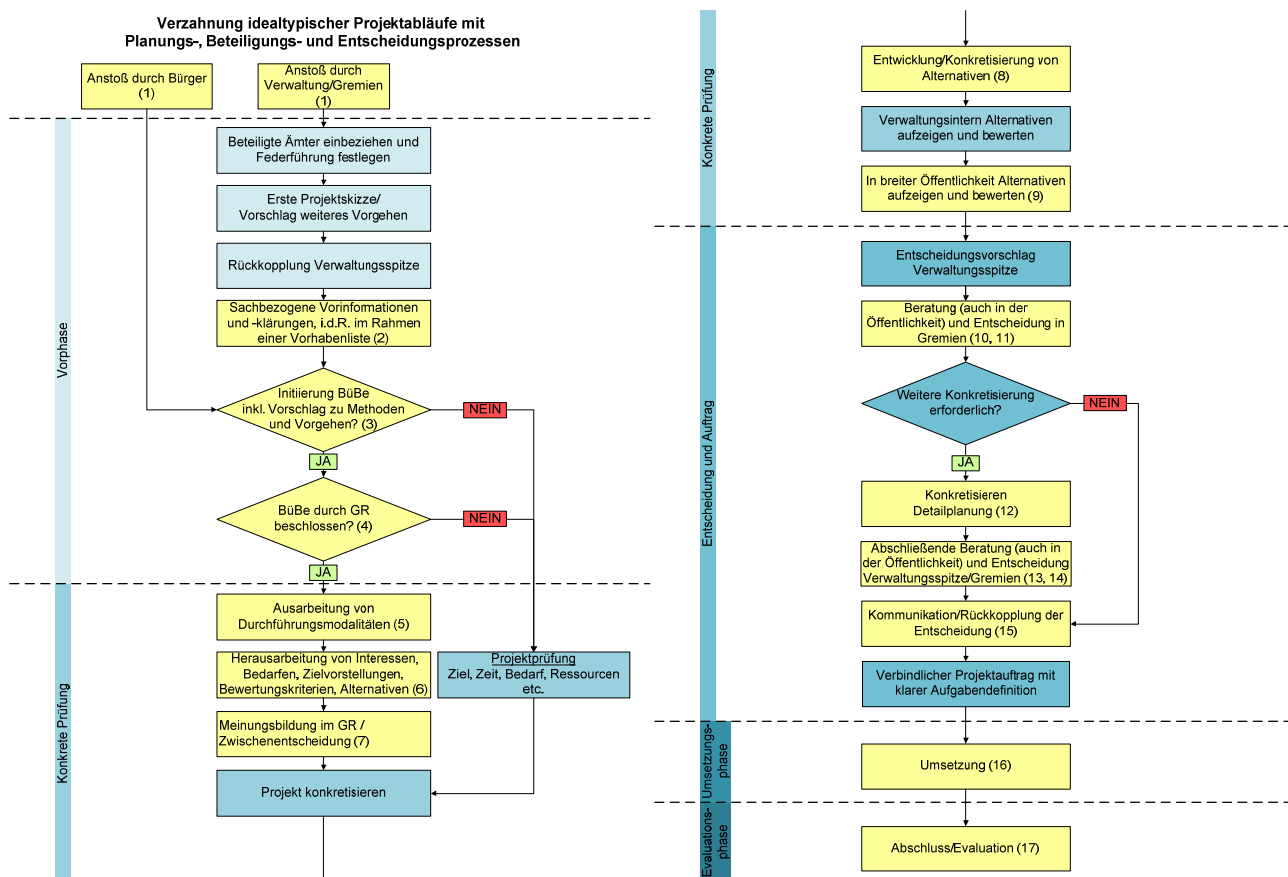 Verzahnung idealtypischer Projektabläufe mit
Planungs-, Beteiligungs- und Entscheidungsprozessen
Anstoß durch Bürger
(1)
Anstoß durch
Verwaltung/Gremien
(1)
Vorphase
Beteiligte Ämter einbeziehen und
Federführung festlegen
Erste Projektskizze/
Vorschlag weiteres Vorgehen
Rückkopplung Verwaltungsspitze
Sachbezogene Vorinformationen
und -klärungen, i.d.R. im Rahmen
einer Vorhabenliste (2)
Initiierung BüBe
inkl. Vorschlag zu Methoden
und Vorgehen? (3)
NEIN
JA
BüBe durch GR
beschlossen? (4)
NEIN
JA
Konkrete Prüfung
Ausarbeitung von
Durchführungsmodalitäten (5)
Herausarbeitung von Interessen,
Bedarfen, Zielvorstellungen,
Bewertungskriterien, Alternativen (6)
Projektprüfung
Ziel, Zeit, Bedarf, Ressourcen
etc.
Meinungsbildung im GR /
Zwischenentscheidung (7)
Projekt konkretisieren
Konkrete Prüfung
Entwicklung/Konkretisierung von
Alternativen (8)
Verwaltungsintern Alternativen
aufzeigen und bewerten
In breiter Öffentlichkeit Alternativen
aufzeigen und bewerten (9)
Entscheidung und Auftrag
Entscheidungsvorschlag
Verwaltungsspitze
Beratung (auch in der
Öffentlichkeit) und Entscheidung in
Gremien (10, 11)
Weitere Konkretisierung
erforderlich?
NEIN
JA
Konkretisieren
Detailplanung (12)
Abschließende Beratung (auch in
der Öffentlichkeit) und Entscheidung
Verwaltungsspitze/Gremien (13, 14)
Kommunikation/Rückkopplung der
Entscheidung (15)
Verbindlicher Projektauftrag mit
klarer Aufgabendefinition
Umsetzungs-
phase
Umsetzung (16)
Evaluations-
phase
Abschluss/Evaluation (17)